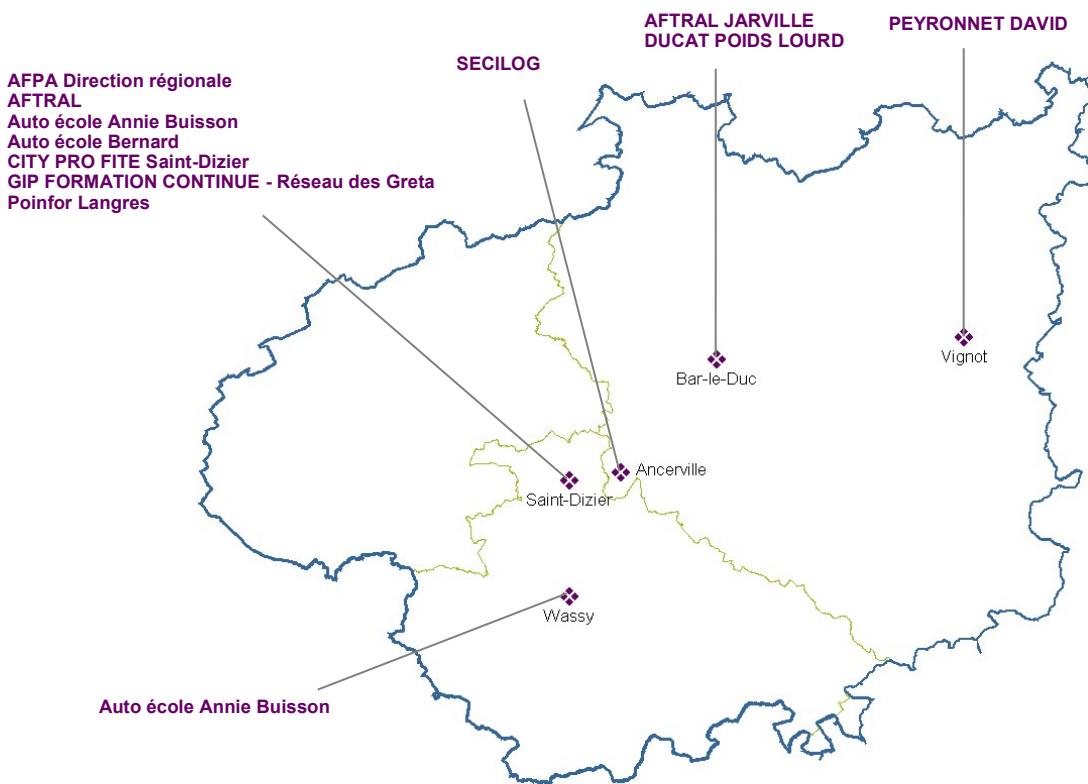 AFTRAL JARVILLE
DUCAT POIDS LOURD
PEYRONNET DAVID
SECILOG
AFPA Direction régionale
AFTRAL
Auto école Annie Buisson
Auto école Bernard
CITY PRO FITE Saint-Dizier
GIP FORMATION CONTINUE - Réseau des Greta
Poinfor Langres
Vignot
Bar-le-Duc
Ancerville
Saint-Dizier
Wassy
Auto école Annie Buisson